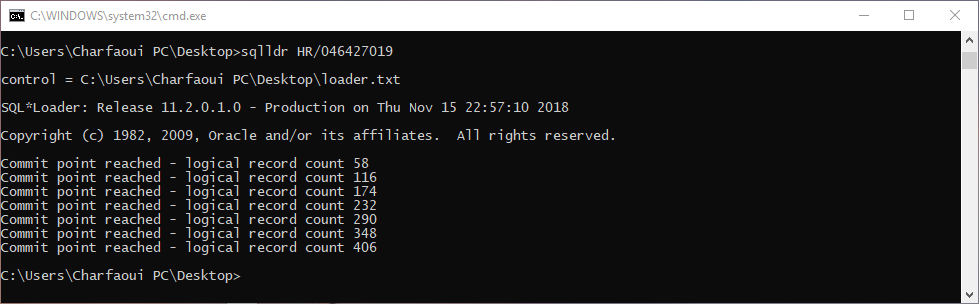 C:\WINDOWS\system32\cmd.exe
C:\Users\Charfaoui PC\Desktop>sqlldr HR/046427019
control = C:\Users\Charfaoui PC\Desktop\loader.txt
SQL*Loader: Release 11.2.0.1.0 - Production on Thu Nov 15 22:57:10 2018
Copyright (c) 1982, 2009, Oracle and/or its affiliates.  All rights reserved.
Commit point reached - logical record count 58
Commit point reached - logical record count 116
Commit point reached - logical record count 174
Commit point reached - logical record count 232
Commit point reached - logical record count 290
Commit point reached - logical record count 348
Commit point reached - logical record count 406
C:\Users\Charfaoui PC\Desktop>